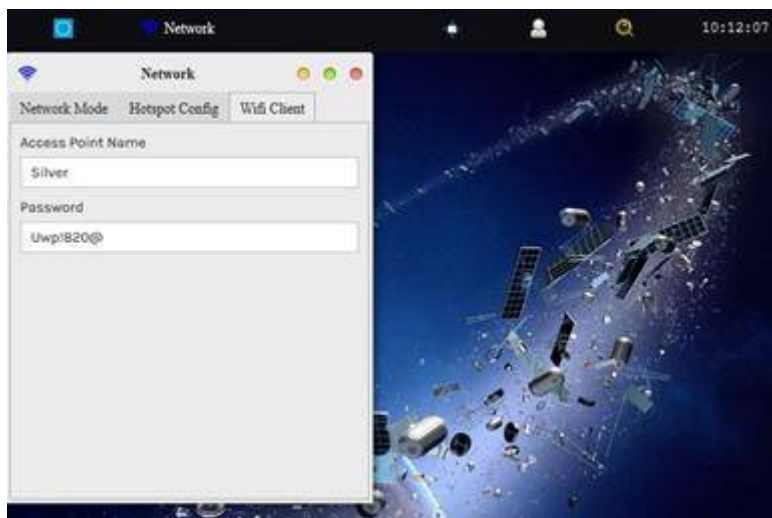 Network
10:12:07
Network
Network Mode Hotspot Config Wifi Client
Access Point Name
Silver
Password
Uwp!820@